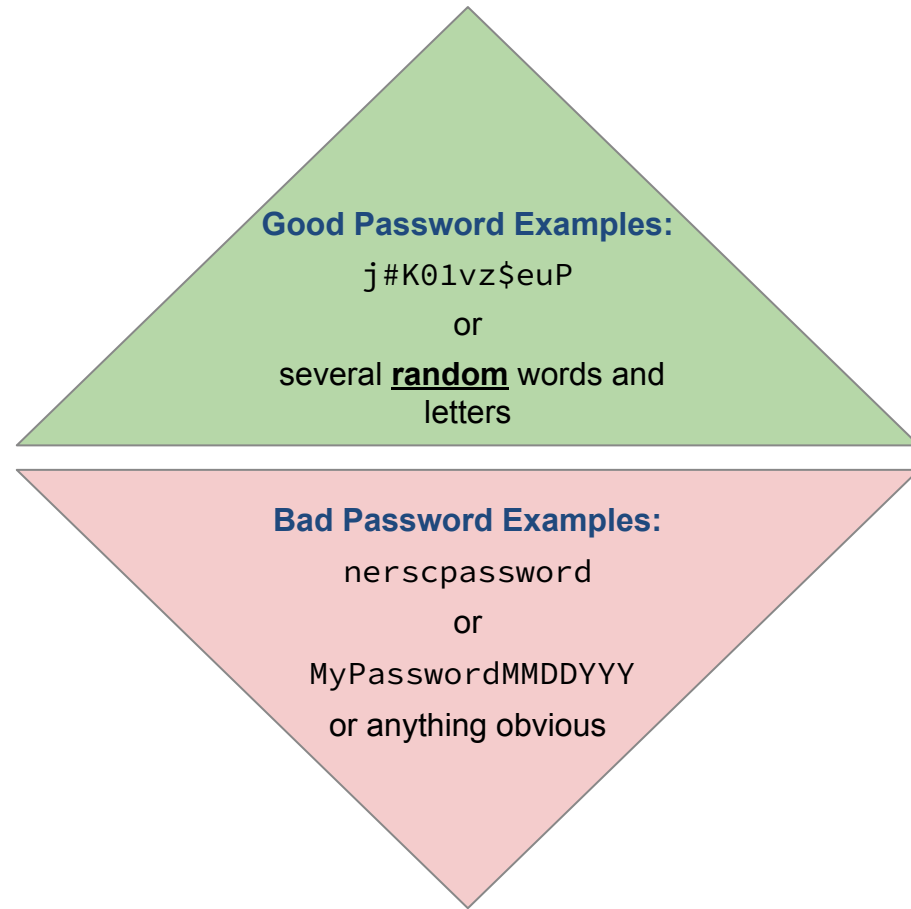 Good Password Examples:
j#K01vz$euP
or
several random words and
letters
Bad Password Examples:
nerscpassword
or
MyPasswordMMDDYYY
or anything obvious